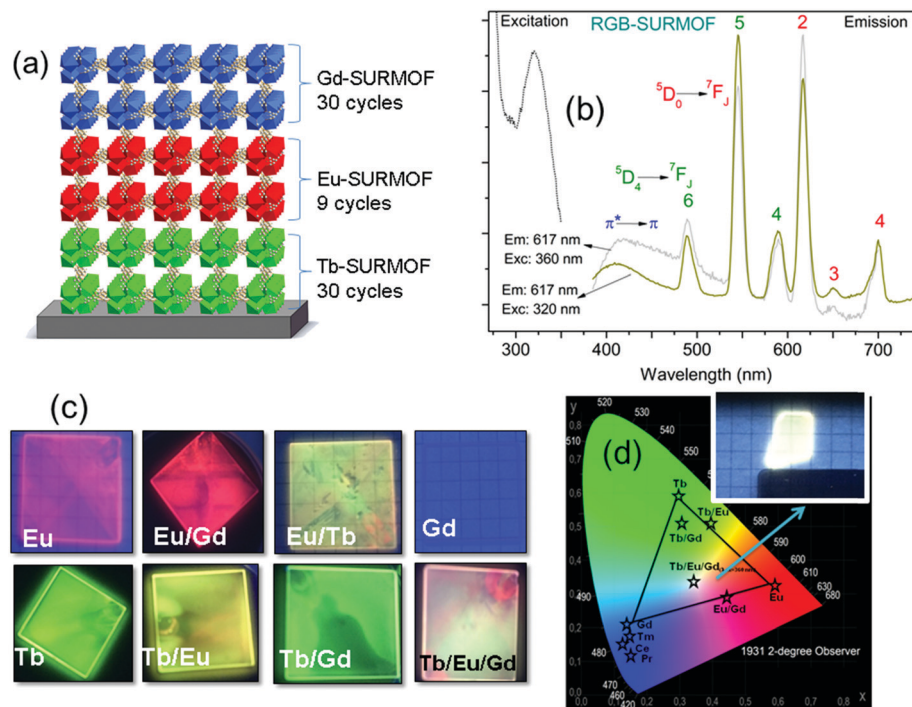 (a)
Gd-SURMOF
30 cycles
Eu-SURMOF
9 cycles
Tb-SURMOF
30 cycles
(b)
Excitation
RGB-SURMOF
Emission
5
2
⁵D₀ → ⁷F_J
⁵D₄ → ⁷F_J
6
4
4
3
π* → π
Em: 617 nm
Exc: 360 nm
Em: 617 nm
Exc: 320 nm
300 400 500 600 700
Wavelength (nm)
(c)
Eu
Eu/Gd
Eu/Tb
Gd
Tb
Tb/Eu
Tb/Gd
Tb/Eu/Gd
(d)
y
0,8
0,7
0,6
0,5
0,4
0,3
0,2
0,1
0,0
0,0 0,1 0,2 0,3 0,4 0,5 0,6 0,7 0,8
x
510
520
530
540
550
580
590
600
610
630
680
490
480
470
460
420
Tb
Tb/Eu
Tb/Gd
Tb/Eu/Gd
Eu
Eu/Gd
Gd
Tm
Ce
Pr
1931 2-degree Observer